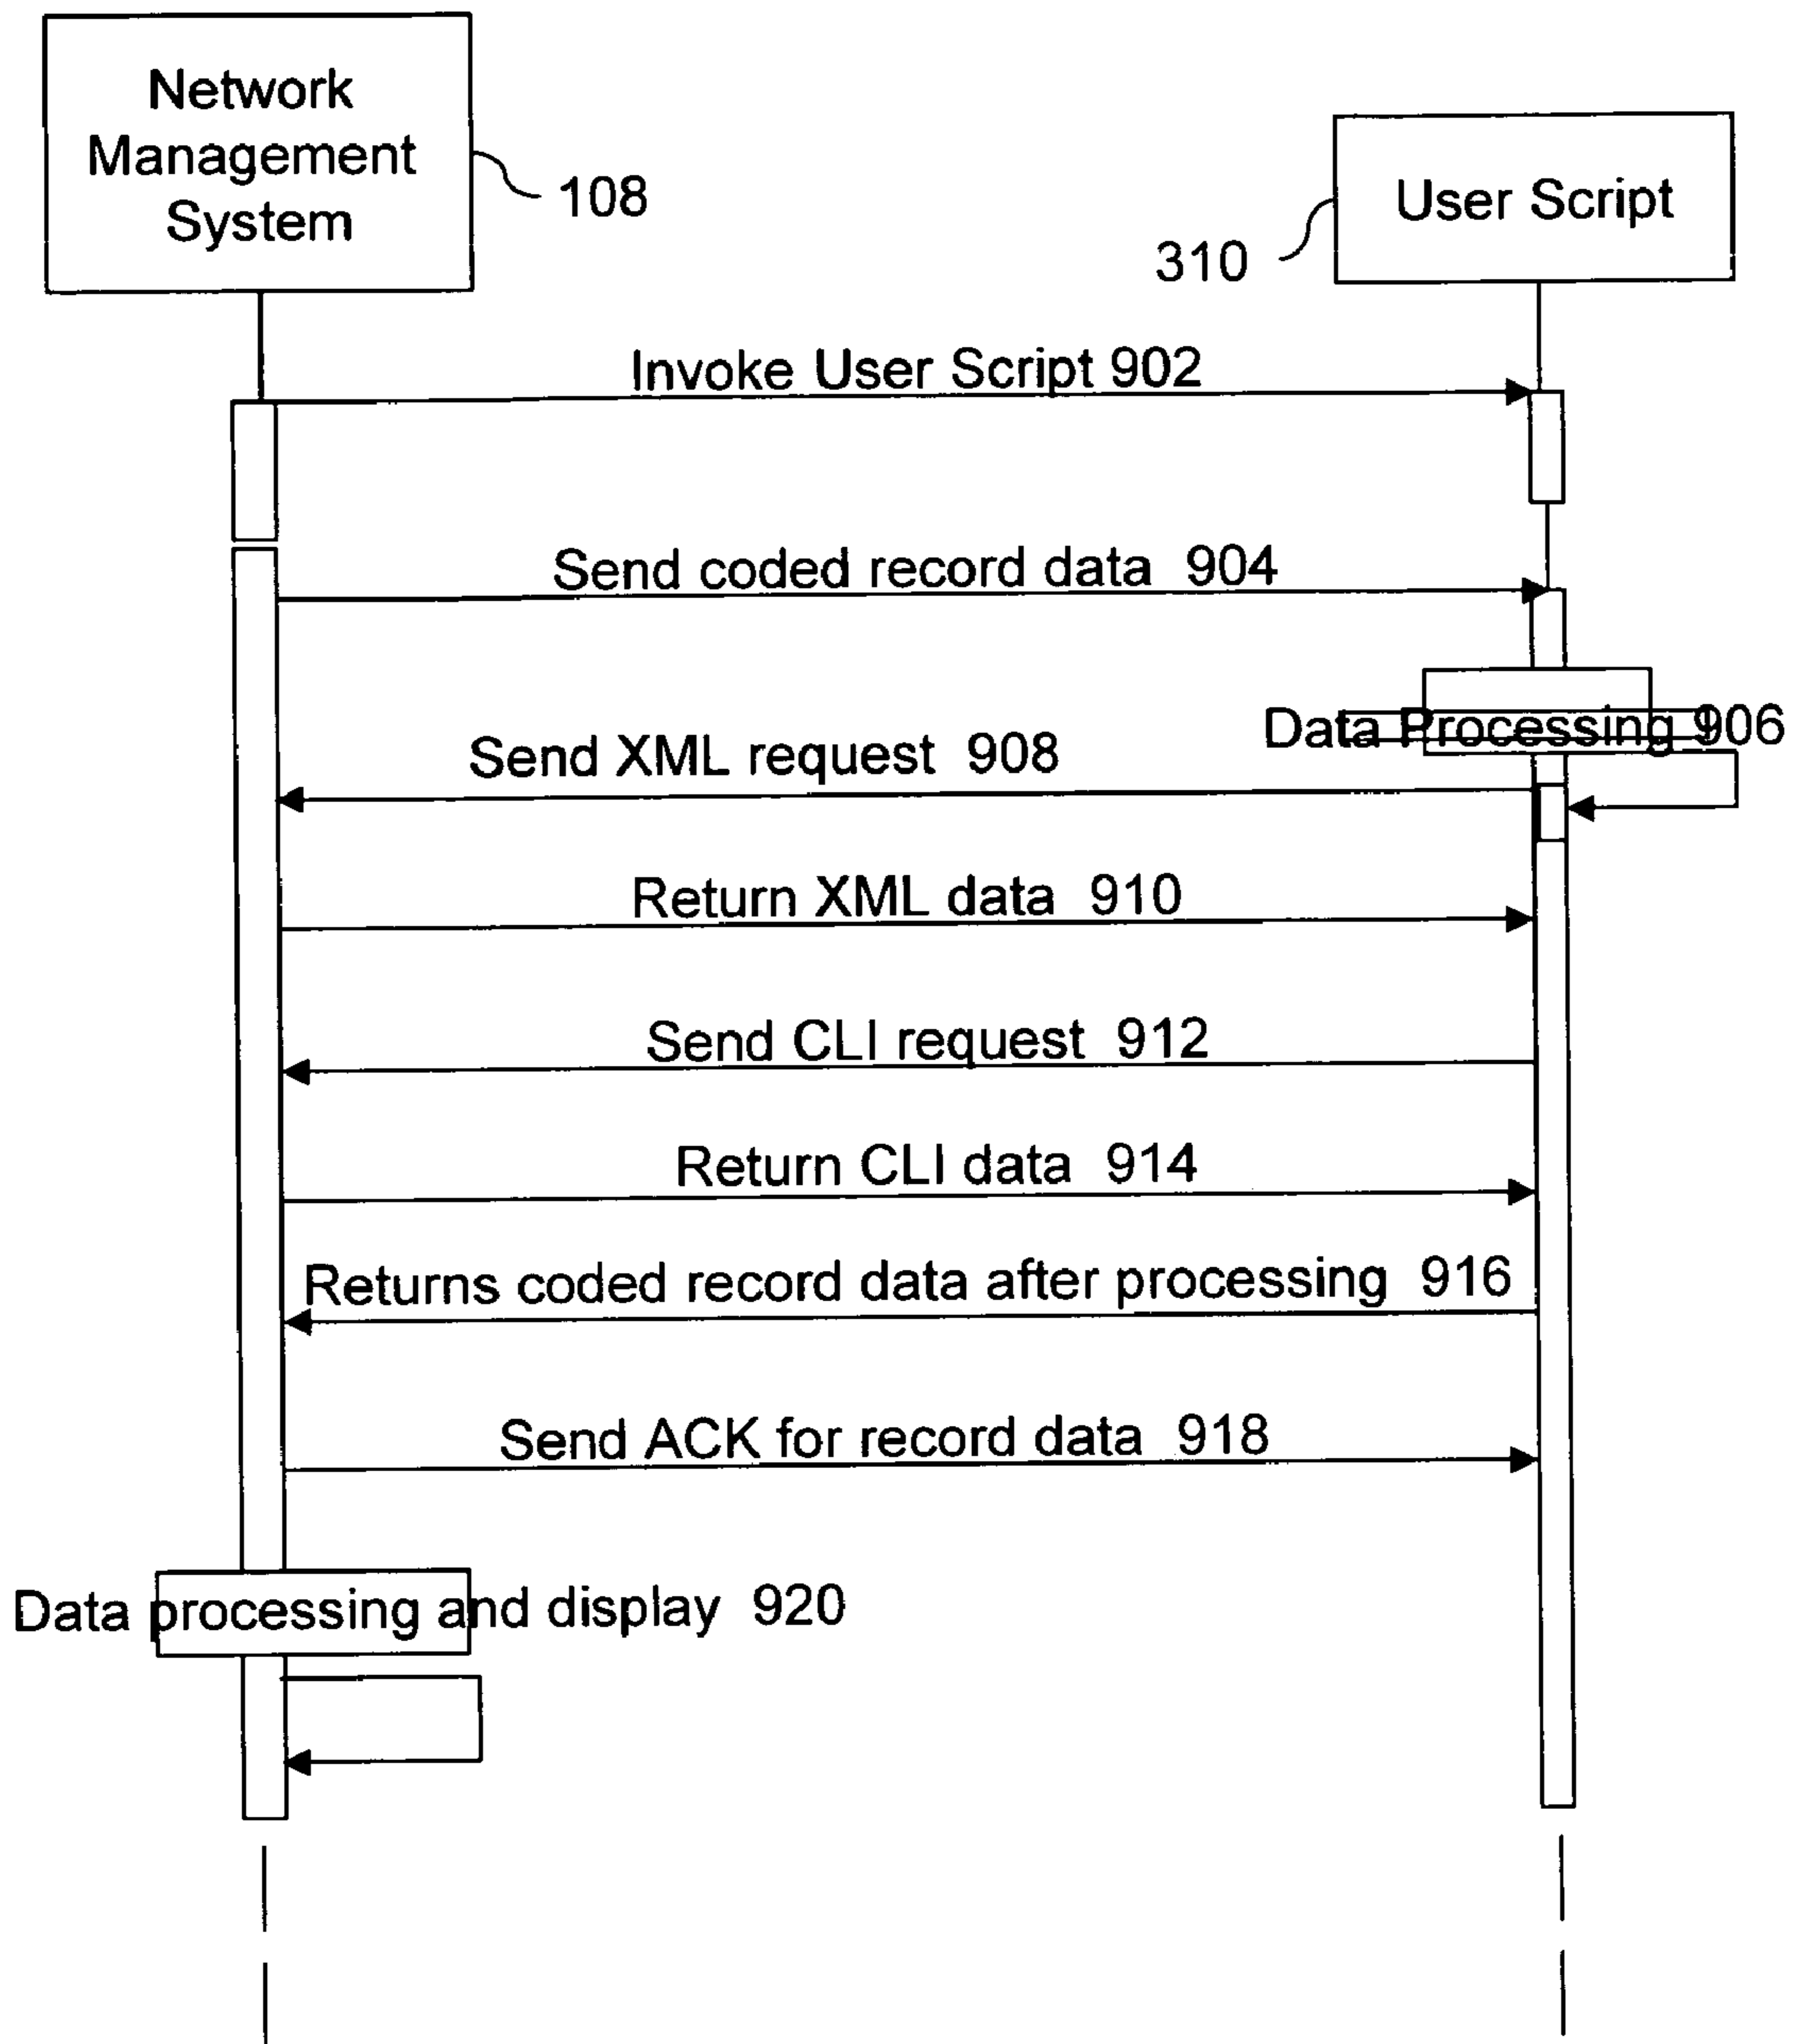 Network
Management
System
108
User Script
310
Invoke User Script 902
Send coded record data 904
Data Processing 906
Send XML request 908
Return XML data 910
Send CLI request 912
Return CLI data 914
Returns coded record data after processing 916
Send ACK for record data 918
Data processing and display 920